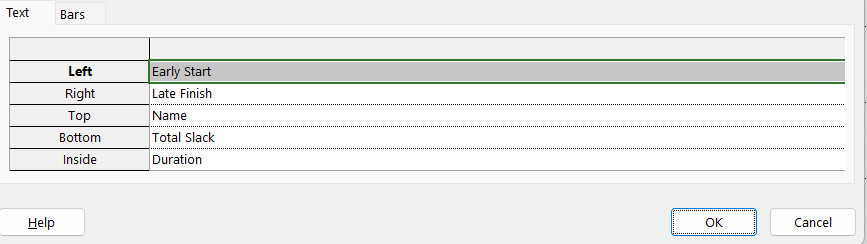 Text Bars
Left Early Start
Right Late Finish
Top Name
Bottom Total Slack
Inside Duration
Help OK Cancel